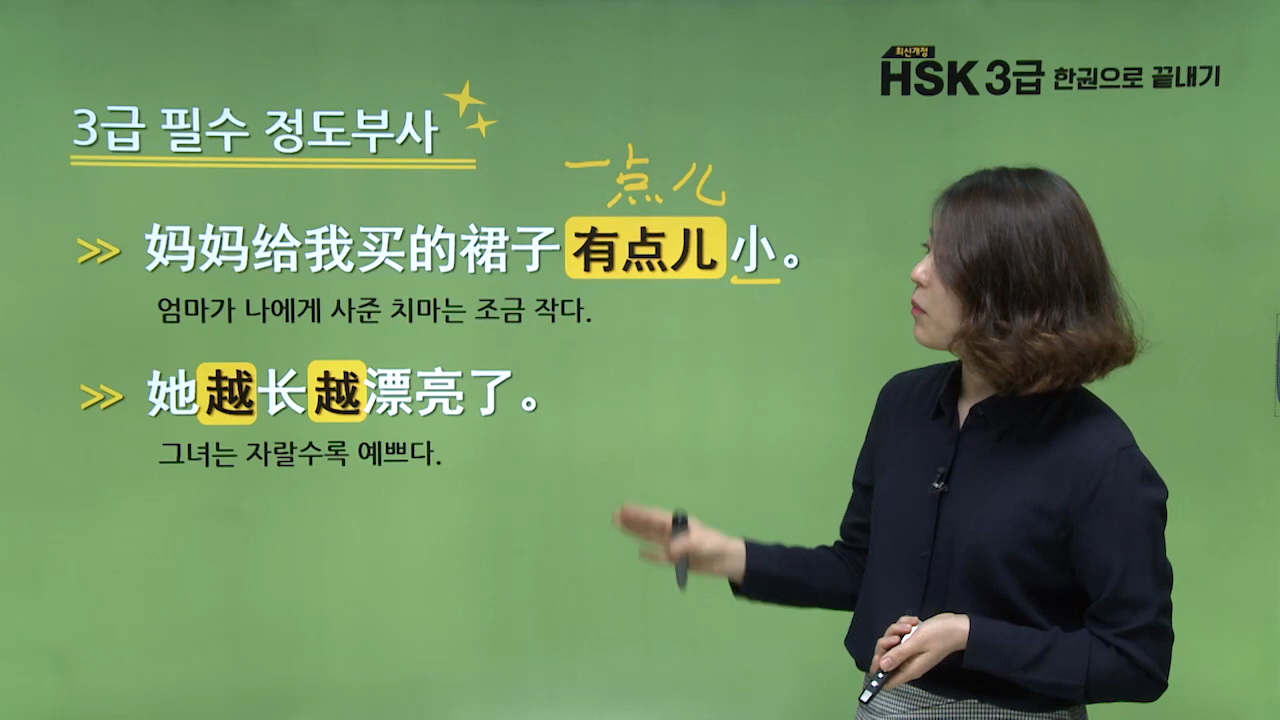 최신개정
HSK 3급 한권으로 끝내기
3급 필수 정도부사
一点儿
>> 妈妈给我买的裙子有点儿小。
엄마가 나에게 사준 치마는 조금 작다.
>> 她越长越漂亮了。
그녀는 자랄수록 예쁘다.